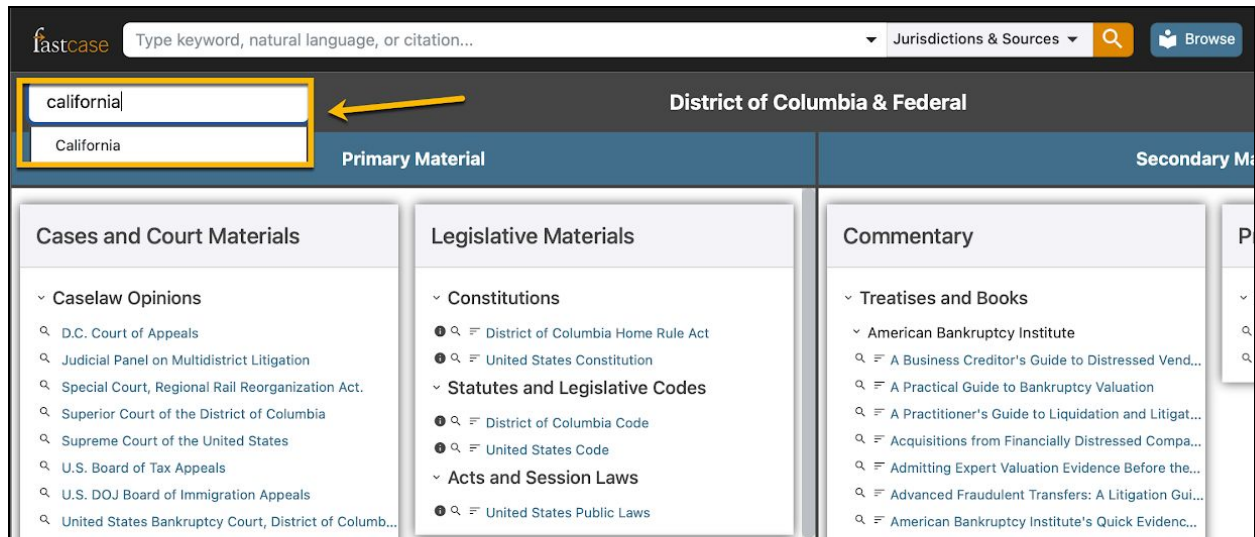 fastcase
Type keyword, natural language, or citation...
Jurisdictions & Sources
Browse
california
California
District of Columbia & Federal
Primary Material
Secondary Ma
Cases and Court Materials
Caselaw Opinions
D.C. Court of Appeals
Judicial Panel on Multidistrict Litigation
Special Court, Regional Rail Reorganization Act.
Superior Court of the District of Columbia
Supreme Court of the United States
U.S. Board of Tax Appeals
U.S. DOJ Board of Immigration Appeals
United States Bankruptcy Court, District of Columb...
Legislative Materials
Constitutions
District of Columbia Home Rule Act
United States Constitution
Statutes and Legislative Codes
District of Columbia Code
United States Code
Acts and Session Laws
United States Public Laws
Commentary
Treatises and Books
American Bankruptcy Institute
A Business Creditor's Guide to Distressed Vend...
A Practical Guide to Bankruptcy Valuation
A Practitioner's Guide to Liquidation and Litigat...
Acquisitions from Financially Distressed Compa...
Admitting Expert Valuation Evidence Before the...
Advanced Fraudulent Transfers: A Litigation Gui...
American Bankruptcy Institute's Quick Evidenc...